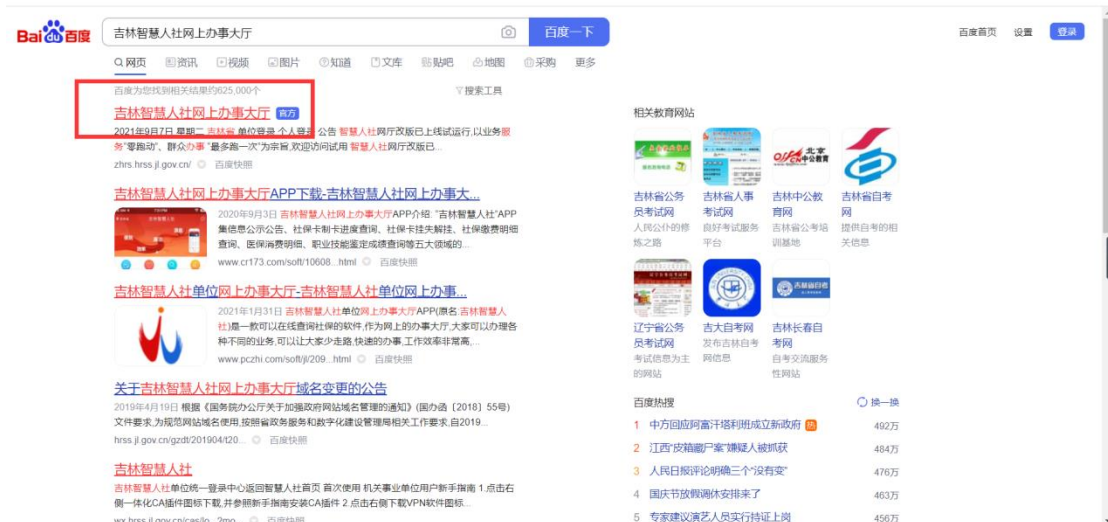 Bai du 百度
吉林智慧人社网上办事大厅
百度一下
百度首页 设置 登录
网页 资讯 视频 图片 知道 文库 贴吧 地图 采购 更多
百度为您找到相关结果约625,000个
搜索工具
吉林智慧人社网上办事大厅 官方
2021年9月7日 星期二 吉林省 单位登录 个人登录 公告 智慧人社网厅改版已上线试运行,以业务服
务"零跑动"、群众办事 "最多跑一次"为宗旨,欢迎访问试用 智慧人社网厅改版已...
zhrs.hrss.jl.gov.cn/ 百度快照
吉林智慧人社网上办事大厅APP下载-吉林智慧人社网上办事大...
2020年9月3日 吉林智慧人社网上办事大厅APP介绍: "吉林智慧人社"APP
集信息公示公告、社保卡制卡进度查询、社保卡挂失解挂、社保缴费明细
查询、医保消费明细、职业技能鉴定成绩查询等五大领域的...
www.cr173.com/soft/10608...html 百度快照
吉林智慧人社单位网上办事大厅-吉林智慧人社单位网上办事...
2021年1月31日 吉林智慧人社单位网上办事大厅APP(原名:吉林智慧人
社)是一款可以在线查询社保的软件,作为网上的办事大厅,大家可以办理各
种不同的业务,可以让大家少走路,快速的办事,工作效率非常高,...
www.pczhi.com/soft/jl/209...html 百度快照
关于吉林智慧人社网上办事大厅域名变更的公告
2019年4月19日 根据《国务院办公厅关于加强政府网站域名管理的通知》(国办函〔2018〕55号)
文件要求,为规范网站域名使用,按照省政务服务和数字化建设管理局相关工作要求,自2019...
hrss.jl.gov.cn/gzdt/201904/t20... 百度快照
吉林智慧人社
吉林智慧人社单位统一登录中心返回智慧人社首页 首次使用 机关事业单位用户新手指南 1.点击右
侧一体化CA插件图标下载,并参照新手指南安装CA插件 2.点击右侧下载VPN软件图标...
wx.hrss.jl.gov.cn/cas/lo...2mo... 百度快照
相关教育网站
北京
中公教育
吉林省公务 吉林省人事 吉林中公教 吉林省自考
员考试网 考试网 育网 网
人民公仆的修 良好考试服务 吉林省公考培 提供自考的相
炼之路 平台 训基地 关信息
吉林省自考
辽宁省公务 吉大自考网 吉林长春自
员考试网 发布吉林自考 考网
考试信息为主 网信息 自考交流服务
的网站 性网站
百度热搜 换一换
1 中方回应阿富汗塔利班成立新政府 热 492万
2 江西"皮箱藏尸案"嫌疑人被抓获 484万
3 人民日报评论明确三个"没有变" 476万
4 国庆节放假调休安排来了 463万
5 专家建议演艺人员实行持证上岗 456万